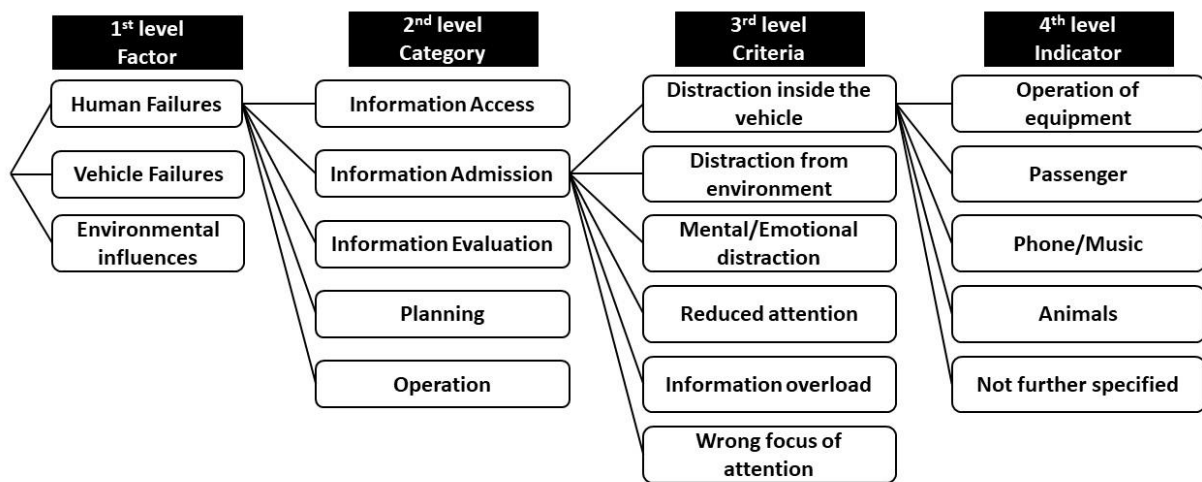 1st level
Factor
2nd level
Category
3rd level
Criteria
4th level
Indicator
Human Failures
Vehicle Failures
Environmental
influences
Information Access
Information Admission
Information Evaluation
Planning
Operation
Distraction inside the
vehicle
Distraction from
environment
Mental/Emotional
distraction
Reduced attention
Information overload
Wrong focus of
attention
Operation of
equipment
Passenger
Phone/Music
Animals
Not further specified